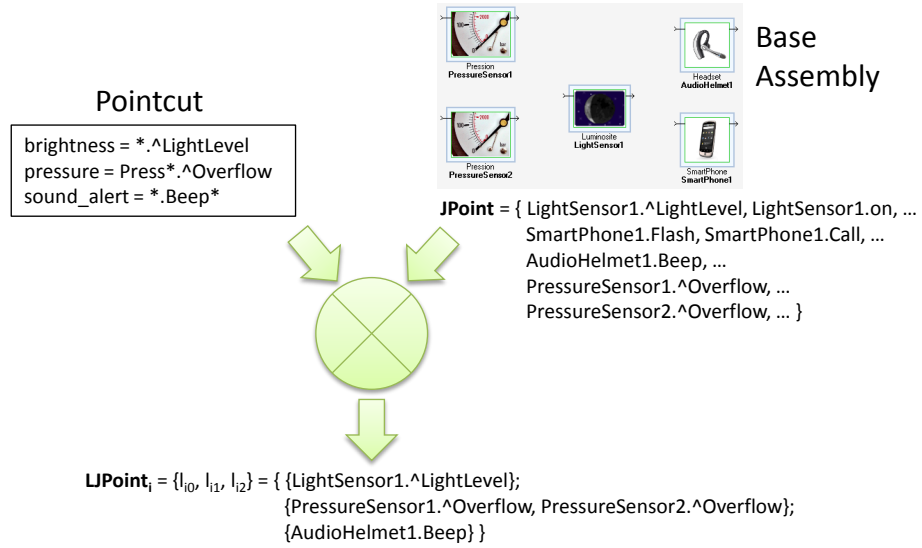 Base
Assembly
Pression
PressureSensor1
Headset
AudioHelmet1
Luminosite
LightSensor1
Pression
PressureSensor2
SmartPhone
SmartPhone1
Pointcut
brightness = *.^LightLevel
pressure = Press*.^Overflow
sound_alert = *.Beep*
JPoint = { LightSensor1.^LightLevel, LightSensor1.on, ...
SmartPhone1.Flash, SmartPhone1.Call, ...
AudioHelmet1.Beep, ...
PressureSensor1.^Overflow, ...
PressureSensor2.^Overflow, ... }
LJPointᵢ = {lᵢ₀, lᵢ₁, lᵢ₂} = { {LightSensor1.^LightLevel};
{PressureSensor1.^Overflow, PressureSensor2.^Overflow};
{AudioHelmet1.Beep} }